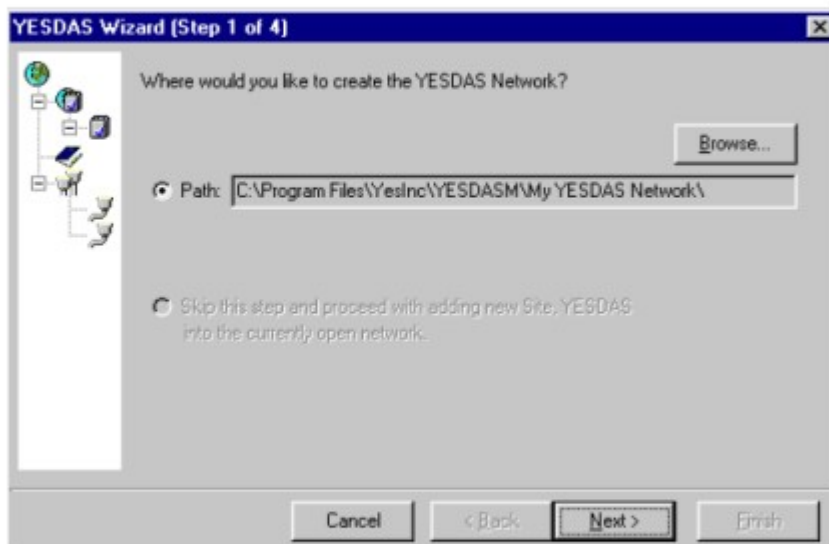 YESDAS Wizard (Step 1 of 4)
Where would you like to create the YESDAS Network?
Browse...
Path: C:\Program Files\YesInc\YESDASM\My YESDAS Network\
Skip this step and proceed with adding new Site, YESDAS
into the currently open network.
Cancel < Back Next > Finish